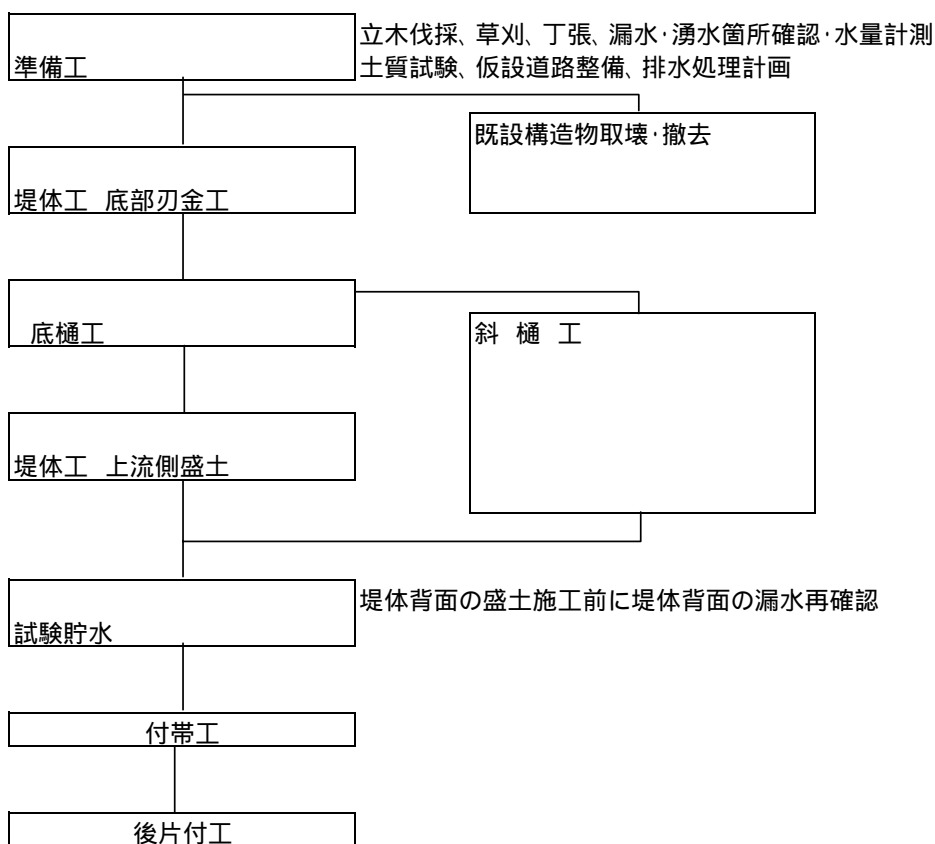 立木伐採、草刈、丁張、漏水･湧水箇所確認･水量計測
準備工
土質試験、仮設道路整備、排水処理計画
既設構造物取壊･撤去
堤体工 底部刃金工
底樋工
斜 樋 工
堤体工 上流側盛土
堤体背面の盛土施工前に堤体背面の漏水再確認
試験貯水
付帯工
後片付工